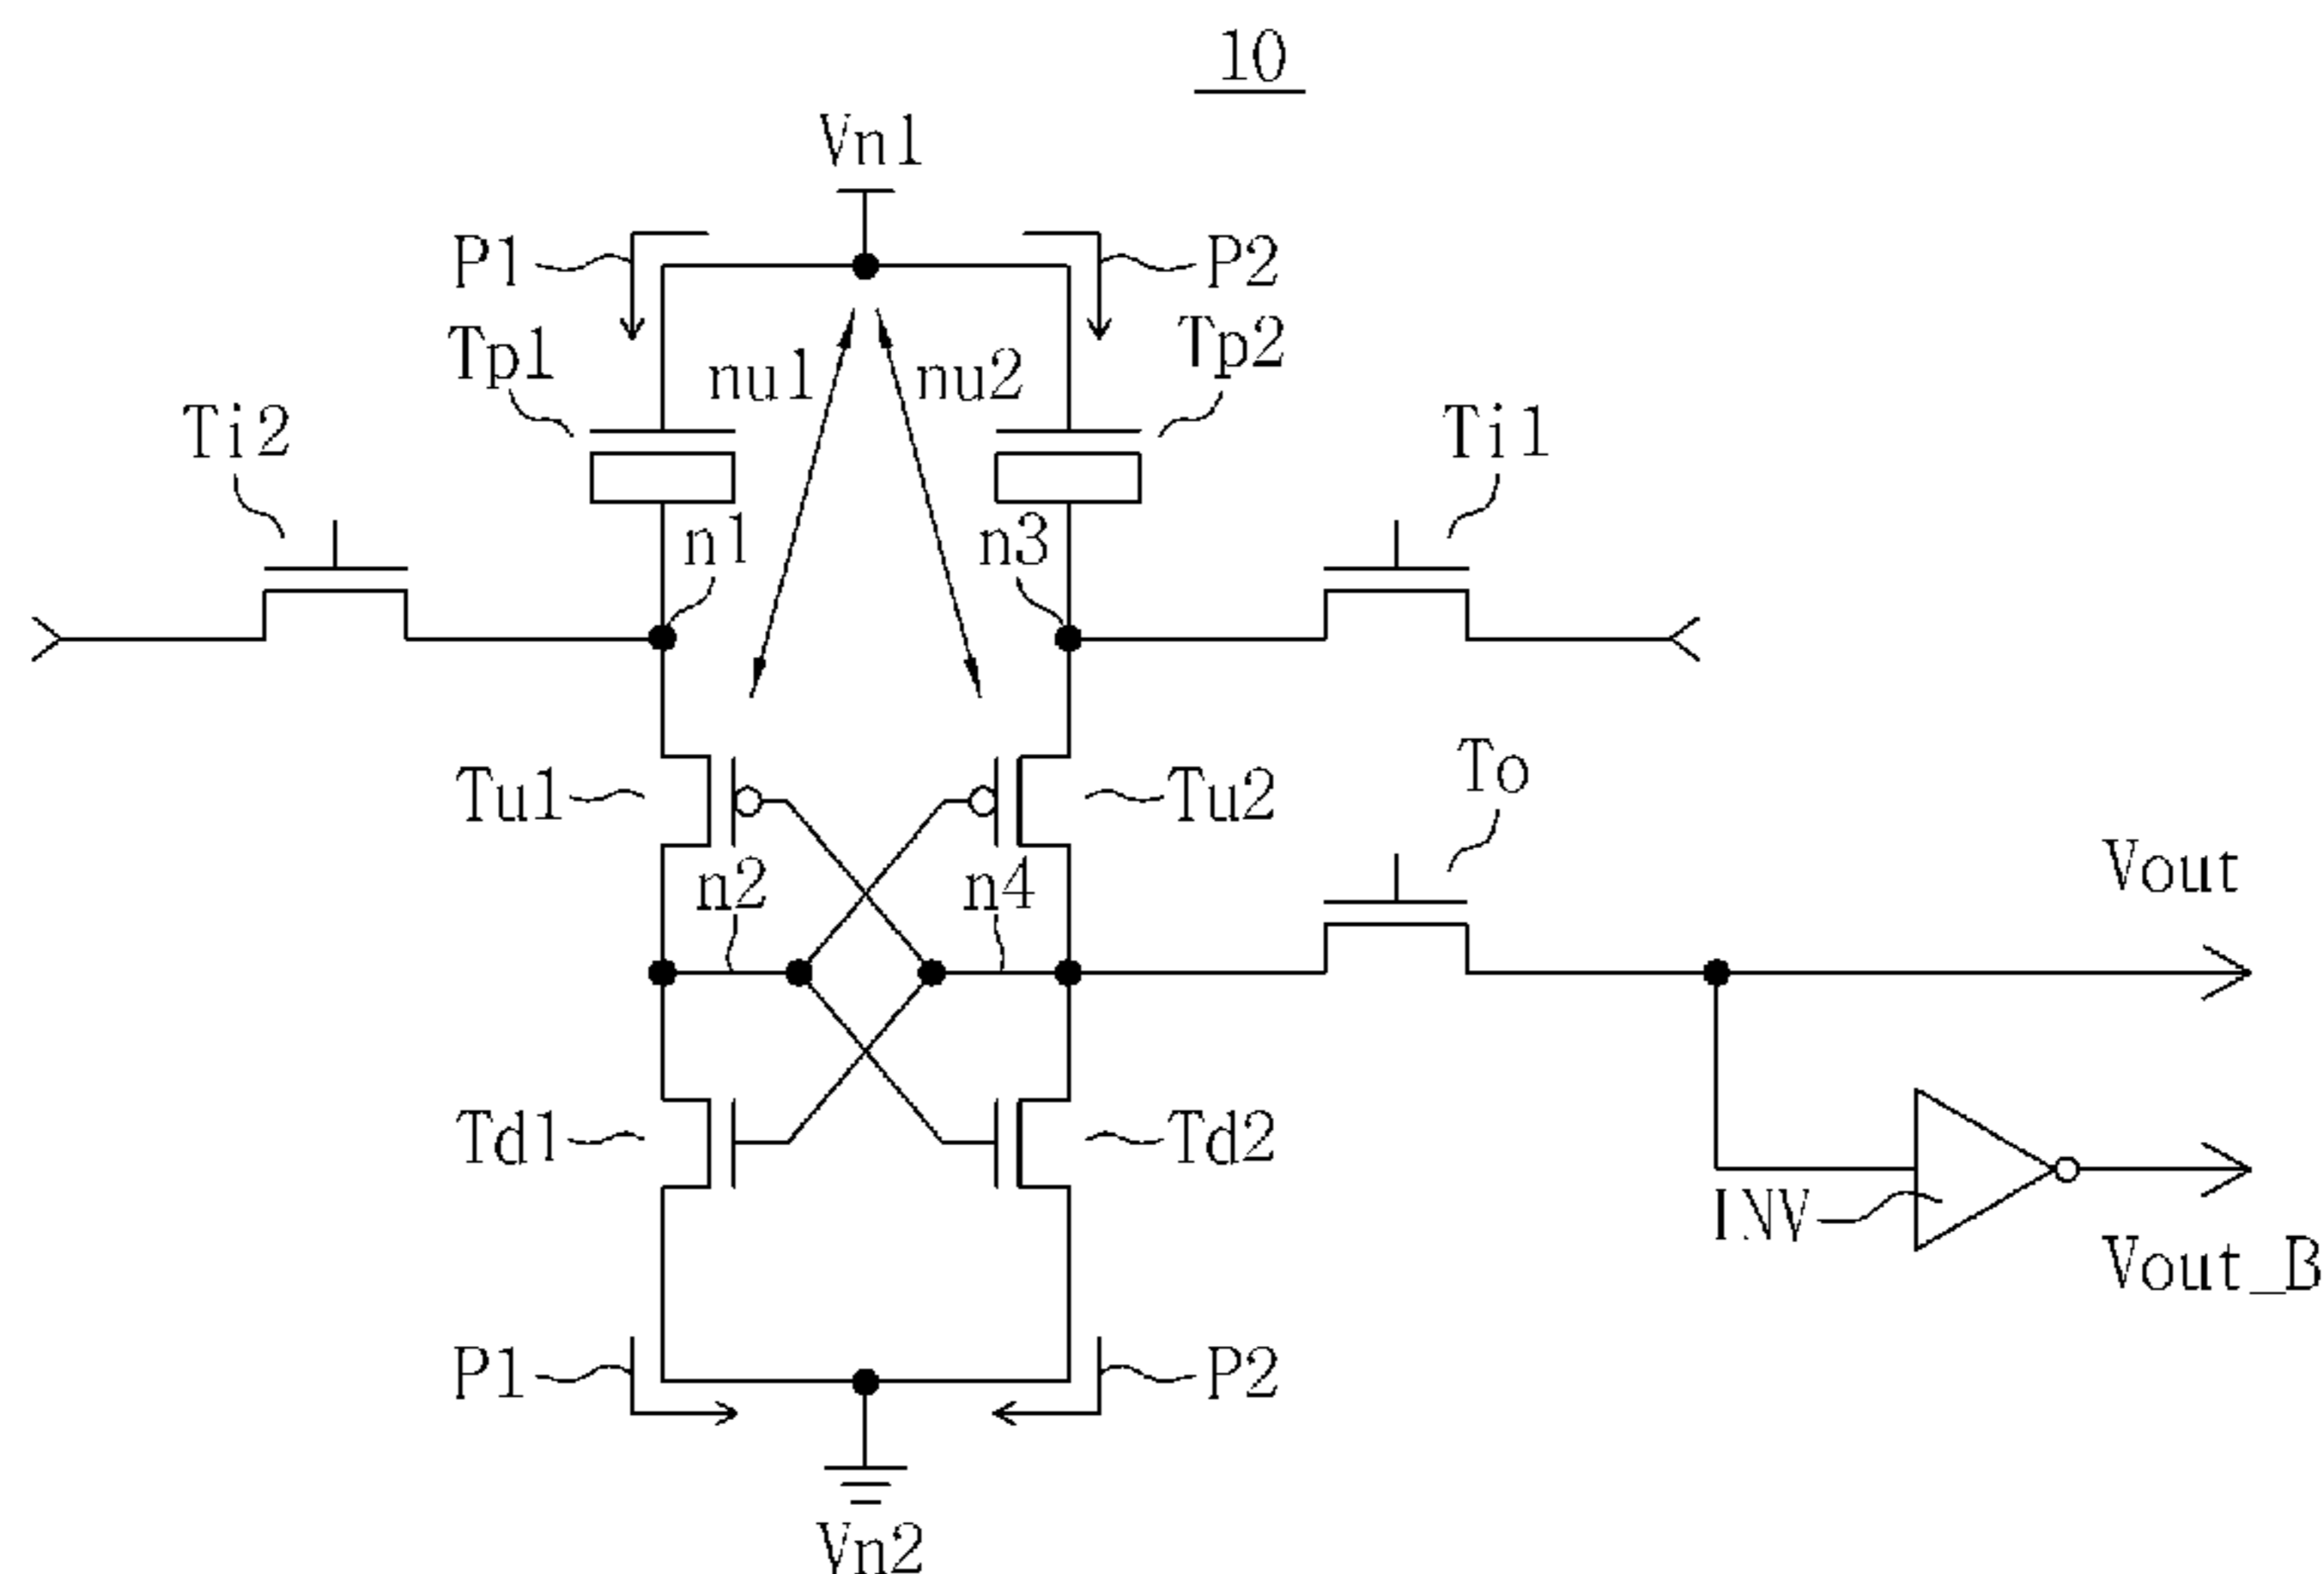 10
Vn1
P1
P2
Tp1
nu1
nu2
Tp2
Ti2
Ti1
n1
n3
Tu1
Tu2
To
n2
n4
Vout
Td1
Td2
INV
Vout_B
P1
P2
Vn2